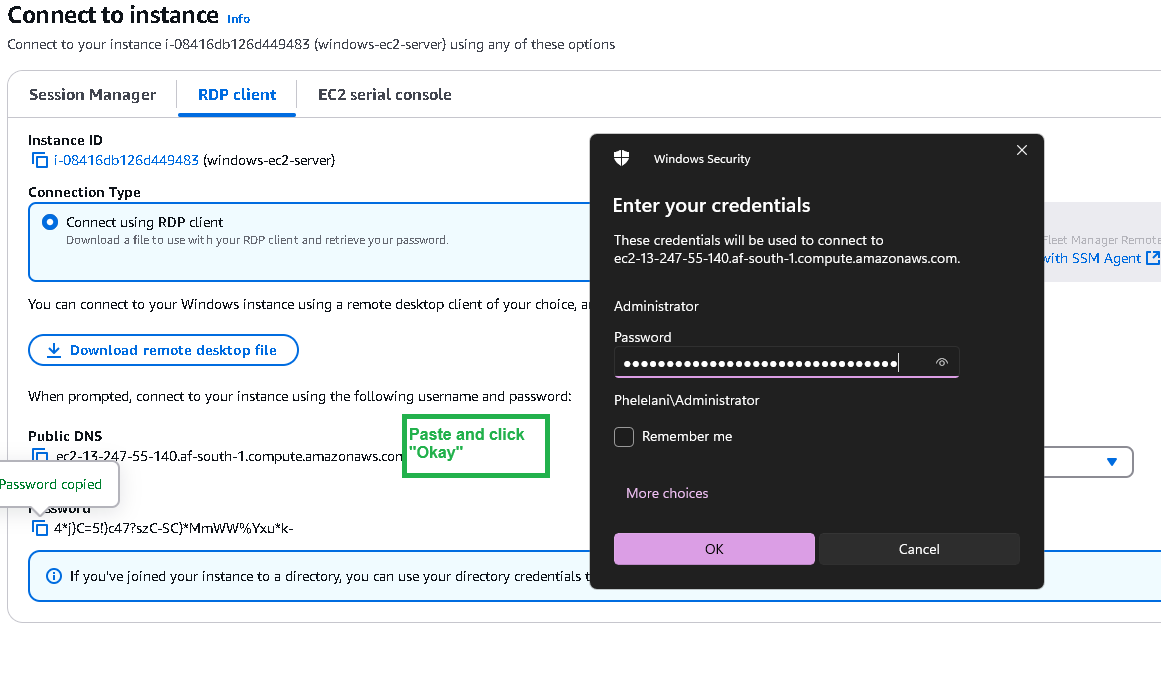 Connect to instance Info
Connect to your instance i-08416db126d449483 (windows-ec2-server) using any of these options
Session Manager
RDP client
EC2 serial console
Instance ID
i-08416db126d449483 (windows-ec2-server)
Connection Type
Connect using RDP client
Download a file to use with your RDP client and retrieve your password.
Fleet Manager Remote
with SSM Agent
You can connect to your Windows instance using a remote desktop client of your choice,
Download remote desktop file
When prompted, connect to your instance using the following username and password:
Public DNS
ec2-13-247-55-140.af-south-1.compute.amazonaws.con
Paste and click
"Okay"
Password copied
Password
4*j)C=5!)c47?szC-SC)*MmWW%Yxu*k-
If you've joined your instance to a directory, you can use your directory credentials
Windows Security
Enter your credentials
These credentials will be used to connect to
ec2-13-247-55-140.af-south-1.compute.amazonaws.com.
Administrator
Password
Phelelani\Administrator
Remember me
More choices
OK
Cancel